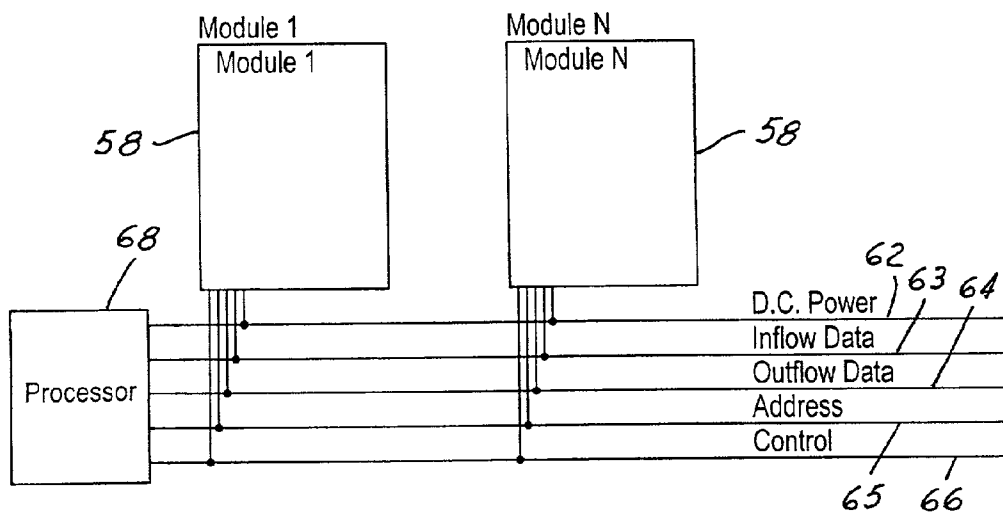 Module 1
Module N
Module 1
Module N
58
58
68
62
63
64
D.C. Power
Inflow Data
Outflow Data
Processor
Address
Control
65
66